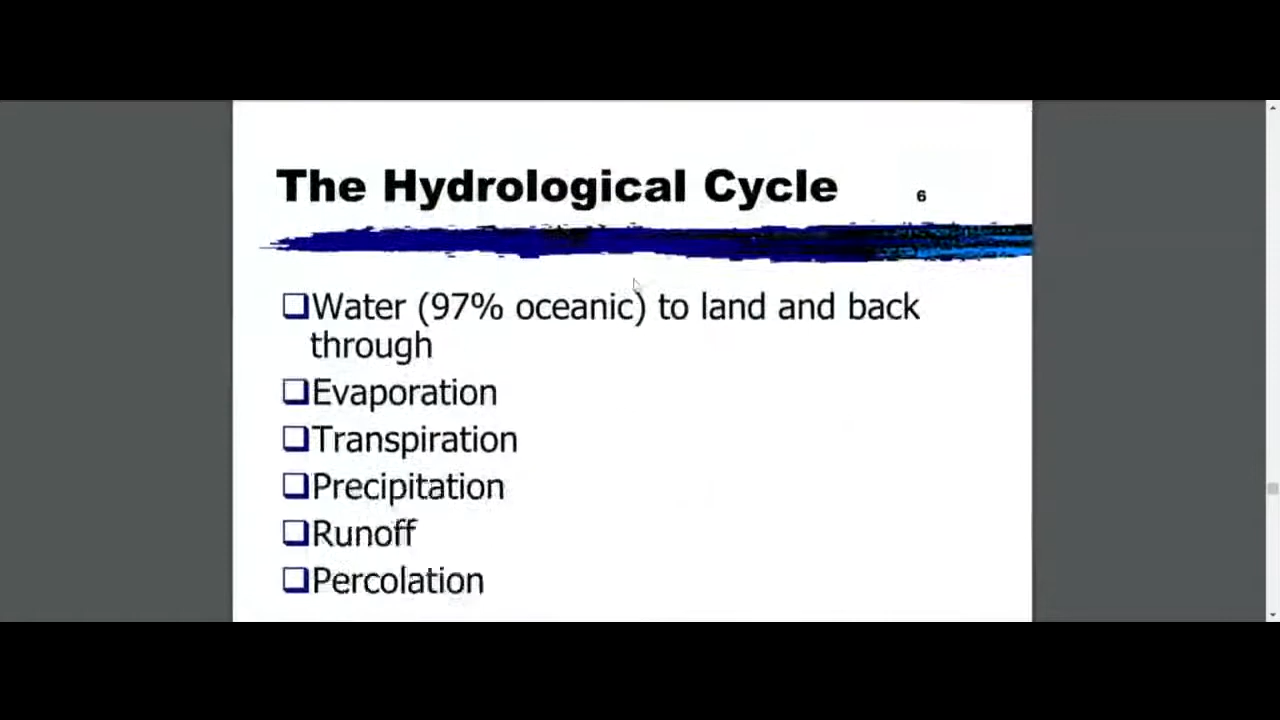 The Hydrological Cycle 6
Water (97% oceanic) to land and back
through
Evaporation
Transpiration
Precipitation
Runoff
Percolation